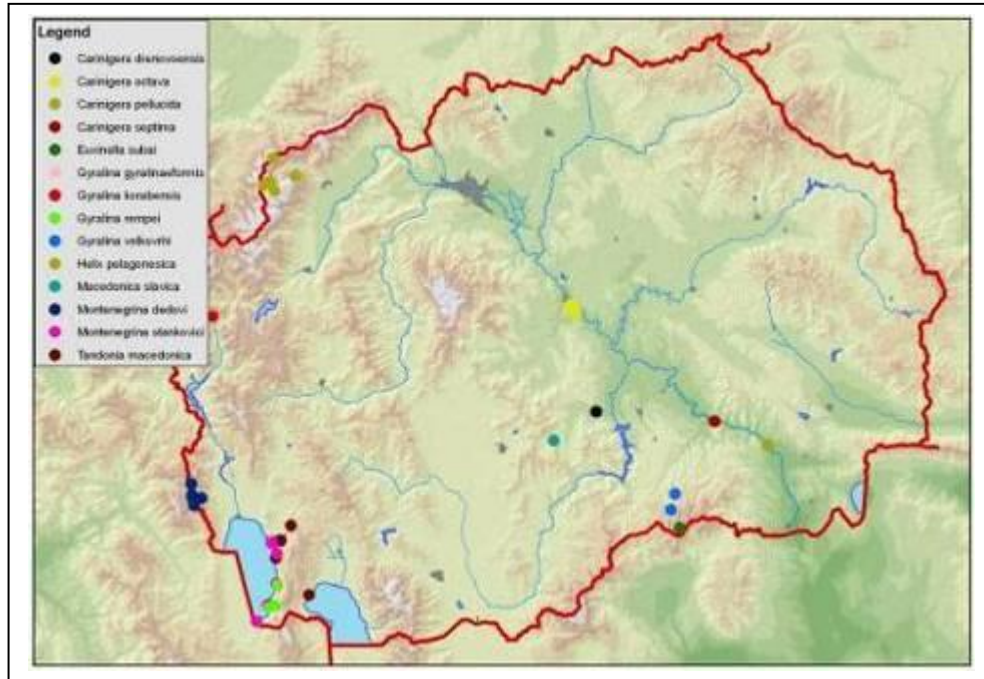 Legend
Carinigera drenovoensis
Carinigera octava
Carinigera pellucida
Carinigera septima
Euxinella subai
Gyralina gyralinaeformis
Gyralina korabensis
Gyralina rempei
Gyralina velkovrhi
Helix pelagonesica
Macedonica slavica
Montenegrina dedovi
Montenegrina stankovici
Tandonia macedonica